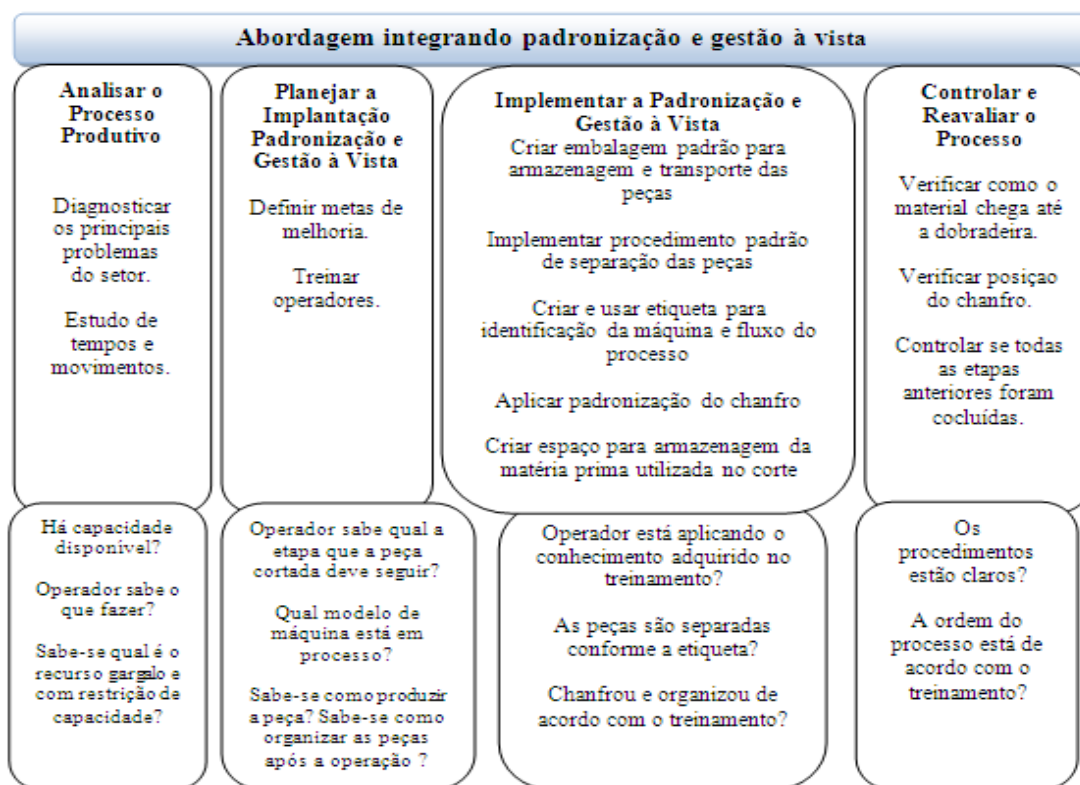 Abordagem integrando padronização e gestão à vista
Analisar o
Processo
Produtivo
Diagnosticar
os principais
problemas
do setor.
Estudo de
tempos e
movimentos.
Planejar a
Implantação
Padronização e
Gestão à Vista
Definir metas de
melhoria.
Treinar
operadores.
Implementar a Padronização e
Gestão à Vista
Criar embalagem padrão para
armazenagem e transporte das
peças
Implementar procedimento padrão
de separação das peças
Criar e usar etiqueta para
identificação da máquina e fluxo do
processo
Aplicar padronização do chanfro
Criar espaço para armazenagem da
matéria prima utilizada no corte
Controlar e
Reavaliar o
Processo
Verificar como o
material chega até
a dobradeira.
Verificar posiçao
do chanfro.
Controlar se todas
as etapas
anteriores foram
cocluídas.
Há capacidade
disponível?
Operador sabe o
que fazer?
Sabe-se qual é o
recurso gargalo e
com restrição de
capacidade?
Operador sabe qual a
etapa que a peça
cortada deve seguir?
Qual modelo de
máquina está em
processo?
Sabe-se como produzir
a peça? Sabe-se como
organizar as peças
após a operação ?
Operador está aplicando o
conhecimento adquirido no
treinamento?
As peças são separadas
conforme a etiqueta?
Chanfrou e organizou de
acordo com o treinamento?
Os
procedimentos
estão claros?
A ordem do
processo está de
acordo com o
treinamento?